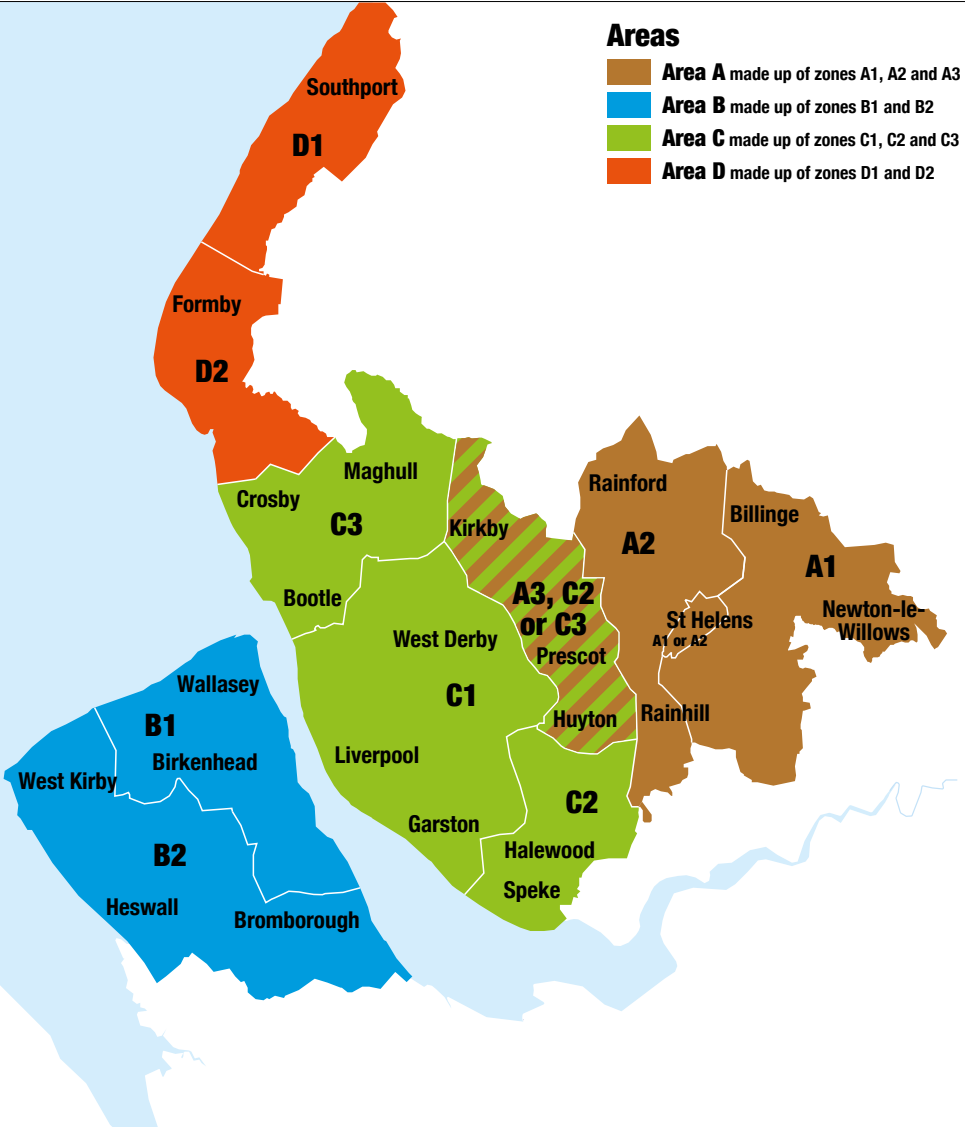 Areas
Area A made up of zones A1, A2 and A3
Area B made up of zones B1 and B2
Area C made up of zones C1, C2 and C3
Area D made up of zones D1 and D2
Southport
D1
Formby
D2
Maghull
Crosby
C3
Bootle
Kirkby
A3, C2
or C3
Prescot
Huyton
Rainford
A2
Billinge
A1
Newton-le-
Willows
St Helens
A1 or A2
Rainhill
West Derby
C1
Liverpool
Garston
C2
Halewood
Speke
Wallasey
B1
Birkenhead
West Kirby
B2
Heswall
Bromborough